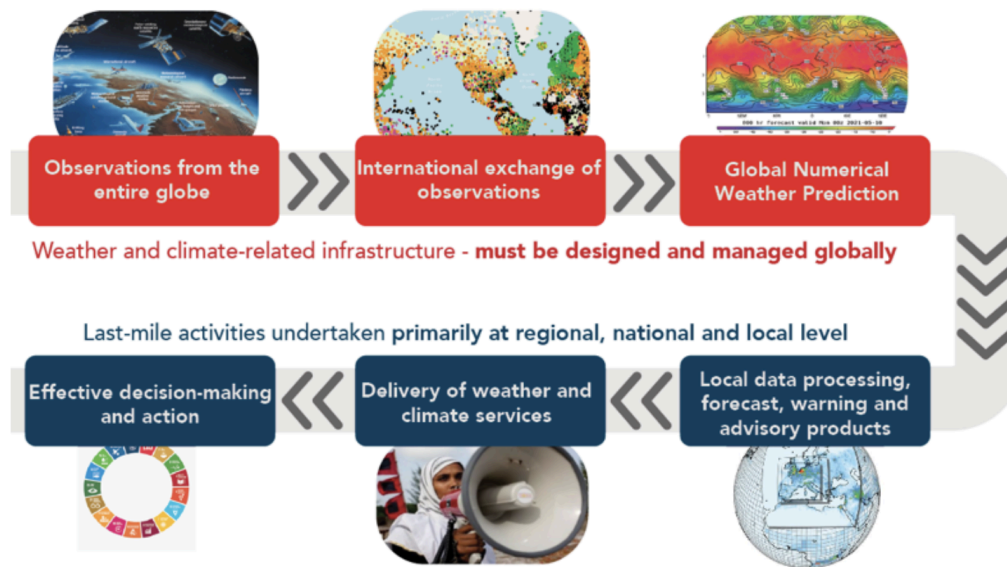 Observations from the
entire globe
International exchange of
observations
Global Numerical
Weather Prediction
Weather and climate-related infrastructure - must be designed and managed globally
Last-mile activities undertaken primarily at regional, national and local level
Effective decision-making
and action
Delivery of weather and
climate services
Local data processing,
forecast, warning and
advisory products